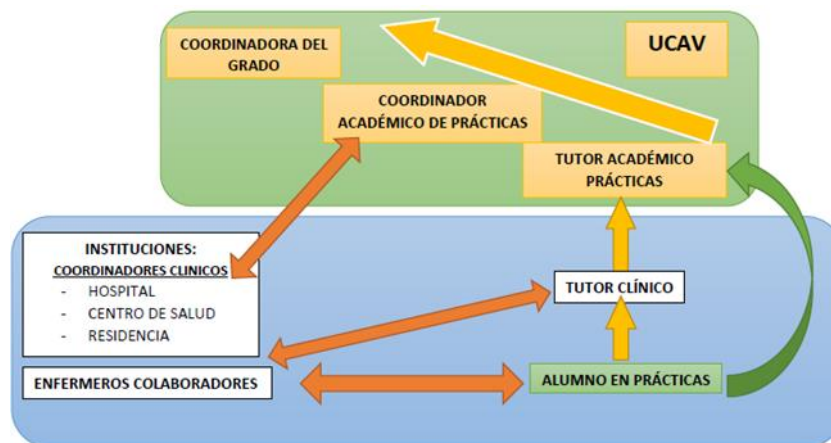 COORDINADORA DEL
GRADO
UCAV
COORDINADOR
ACADÉMICO DE PRÁCTICAS
TUTOR ACADÉMICO
PRÁCTICAS
INSTITUCIONES:
COORDINADORES CLINICOS
- HOSPITAL
- CENTRO DE SALUD
- RESIDENCIA
TUTOR CLÍNICO
ENFERMEROS COLABORADORES
ALUMNO EN PRÁCTICAS